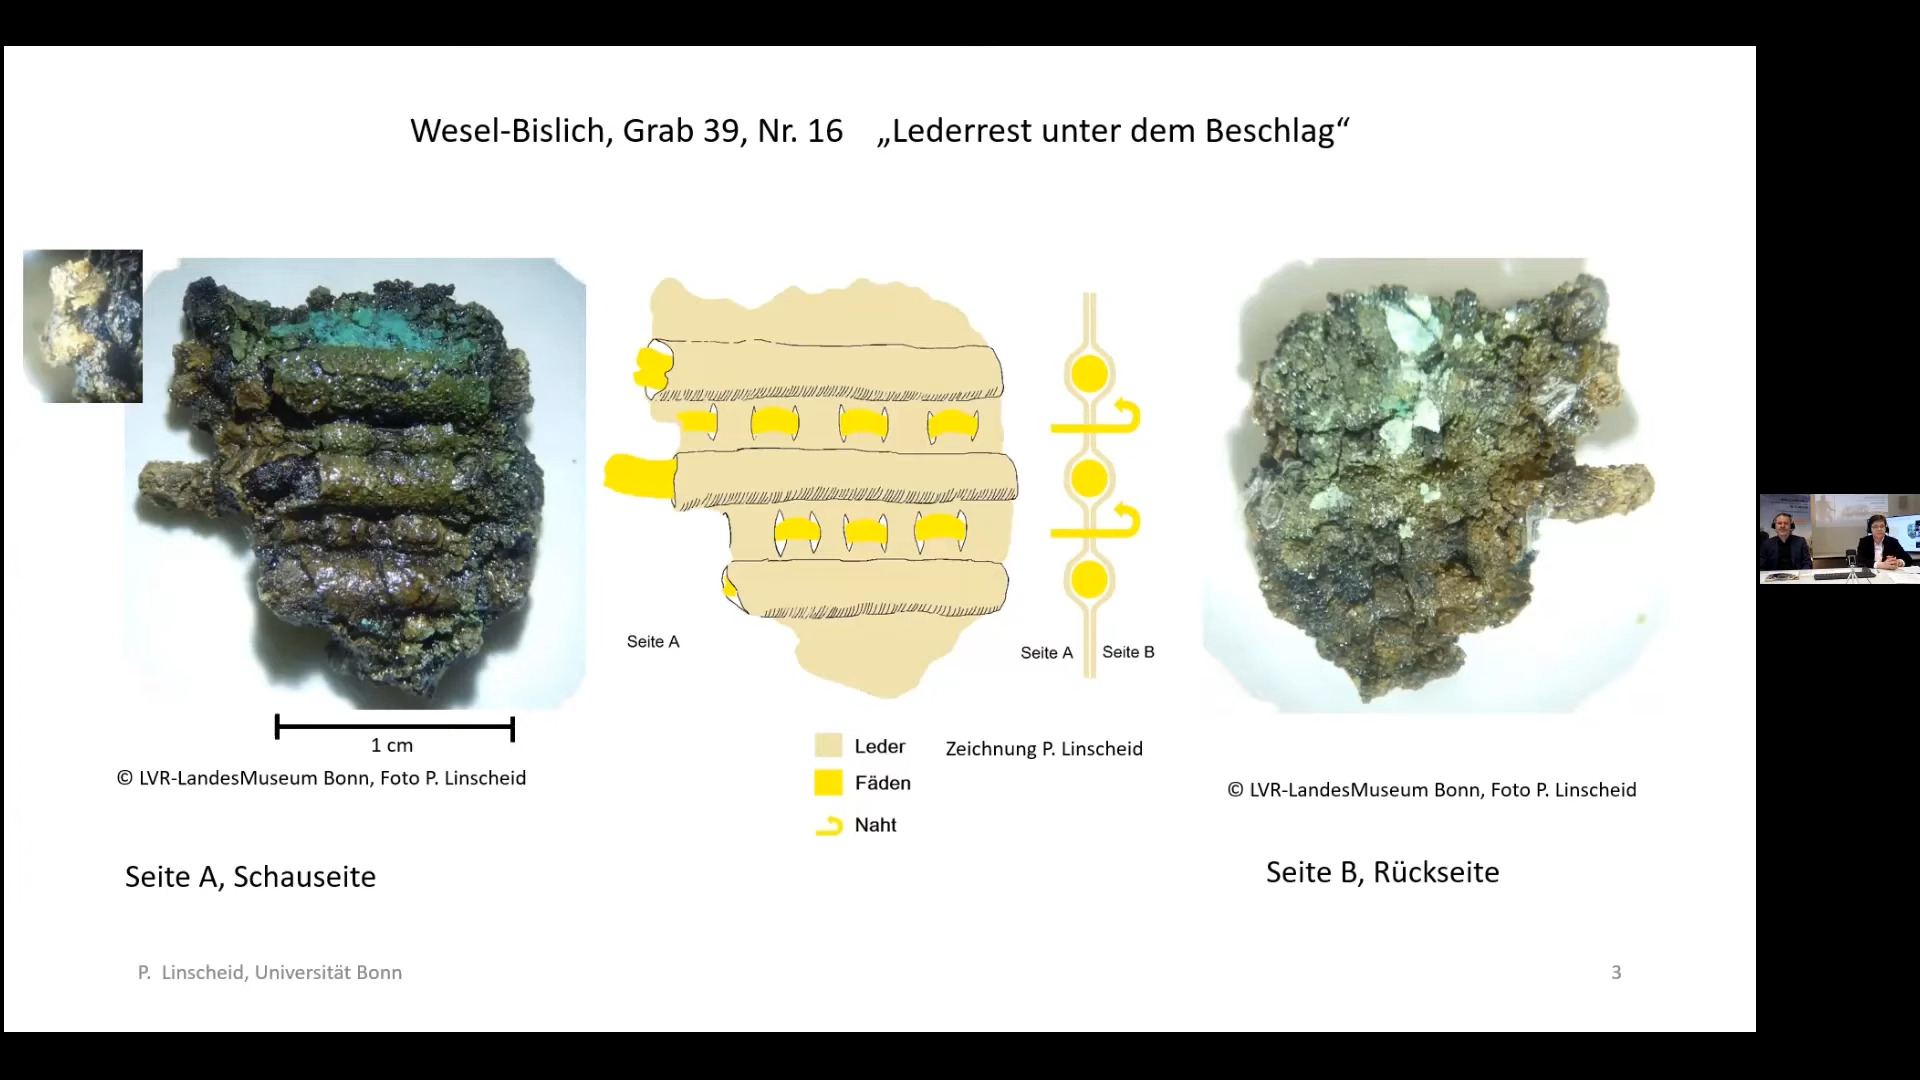 Wesel-Bislich, Grab 39, Nr. 16 „Lederrest unter dem Beschlag“
Seite A
Seite A
Seite B
1 cm
© LVR-LandesMuseum Bonn, Foto P. Linscheid
Leder
Fäden
Naht
Zeichnung P. Linscheid
© LVR-LandesMuseum Bonn, Foto P. Linscheid
Seite A, Schauseite
Seite B, Rückseite
P. Linscheid, Universität Bonn
3